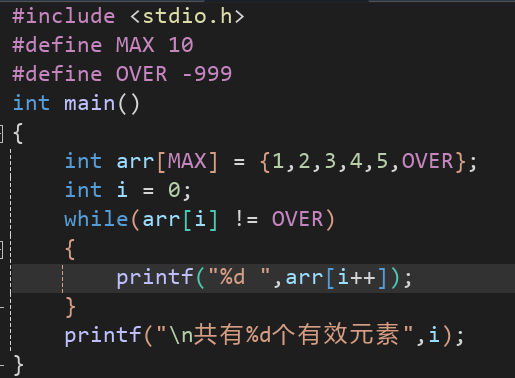 #include <stdio.h>
#define MAX 10
#define OVER -999
int main()
{
    int arr[MAX] = {1,2,3,4,5,OVER};
    int i = 0;
    while(arr[i] != OVER)
    {
        printf("%d ",arr[i++]);
    }
    printf("\n共有%d个有效元素",i);
}